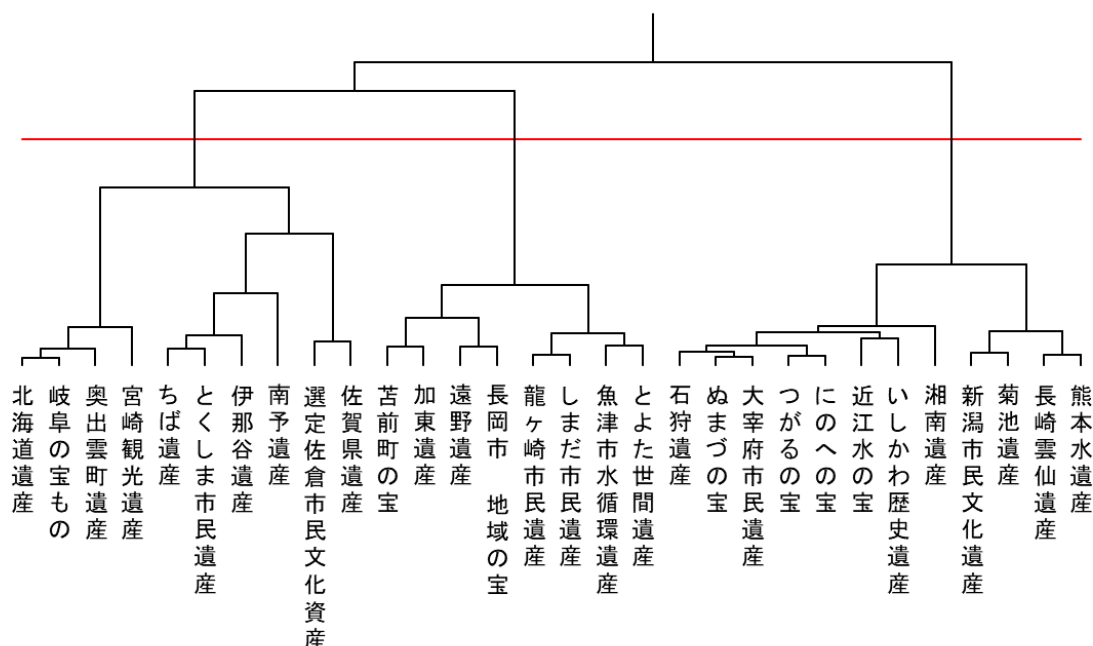 北海道遺産
岐阜の宝もの
奥出雲町遺産
宮崎観光遺産
ちば遺産
とくしま市民遺産
伊那谷遺産
南予遺産
選定佐倉市民文化資産
佐賀県遺産
苫前町の宝
加東遺産
遠野遺産
長岡市 地域の宝
龍ヶ崎市民遺産
しまだ市民遺産
魚津市水循環遺産
とよた世間遺産
石狩遺産
ぬまづの宝
大宰府市民遺産
つがるの宝
にのへの宝
近江水の宝
いしかわ歴史遺産
湘南遺産
新潟市民文化遺産
菊池遺産
長崎雲仙遺産
熊本水遺産